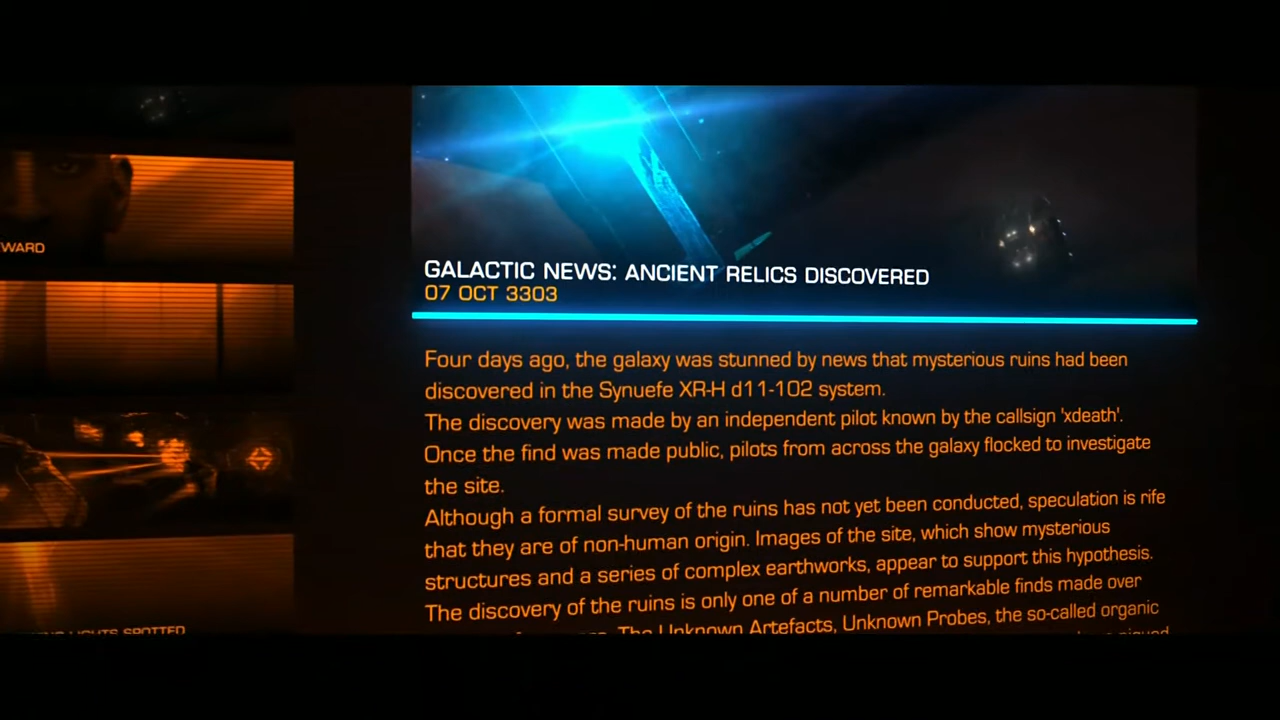 WARD
GALACTIC NEWS: ANCIENT RELICS DISCOVERED
07 OCT 3303
Four days ago, the galaxy was stunned by news that mysterious ruins had been
discovered in the Synuefe XR-H d11-102 system.
The discovery was made by an independent pilot known by the callsign 'xdeath'.
Once the find was made public, pilots from across the galaxy flocked to investigate
the site.
Although a formal survey of the ruins has not yet been conducted, speculation is rife
that they are of non-human origin. Images of the site, which show mysterious
structures and a series of complex earthworks, appear to support this hypothesis.
The discovery of the ruins is only one of a number of remarkable finds made over
The Unknown Artefacts, Unknown Probes, the so-called organic
LIGHTS SPOTTED